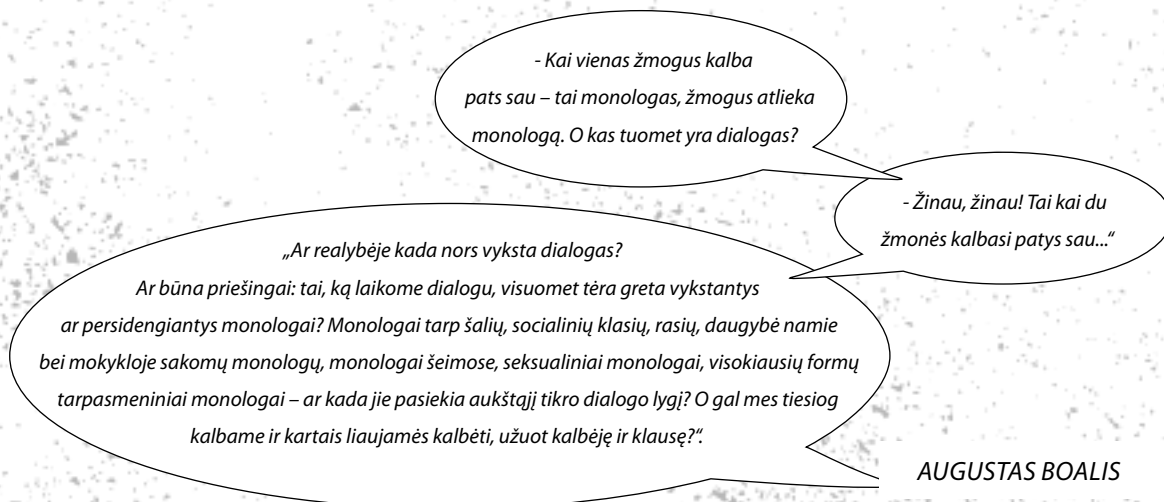 - Kai vienas žmogus kalba
pats sau – tai monologas, žmogus atlieka
monologą. O kas tuomet yra dialogas?
- Žinau, žinau! Tai kai du
žmonės kalbasi patys sau...“
„Ar realybėje kada nors vyksta dialogas?
Ar būna priešingai: tai, ką laikome dialogu, visuomet tėra greta vykstantys
ar persidengiantys monologai? Monologai tarp šalių, socialinių klasių, rasių, daugybė namie
bei mokykloje sakomų monologų, monologai šeimose, seksualiniai monologai, visokiausių formų
tarpasmeniniai monologai – ar kada jie pasiekia aukštąjį tikro dialogo lygį? O gal mes tiesiog
kalbame ir kartais liaujamės kalbėti, užuot kalbėję ir klausę?“.
AUGUSTAS BOALIS